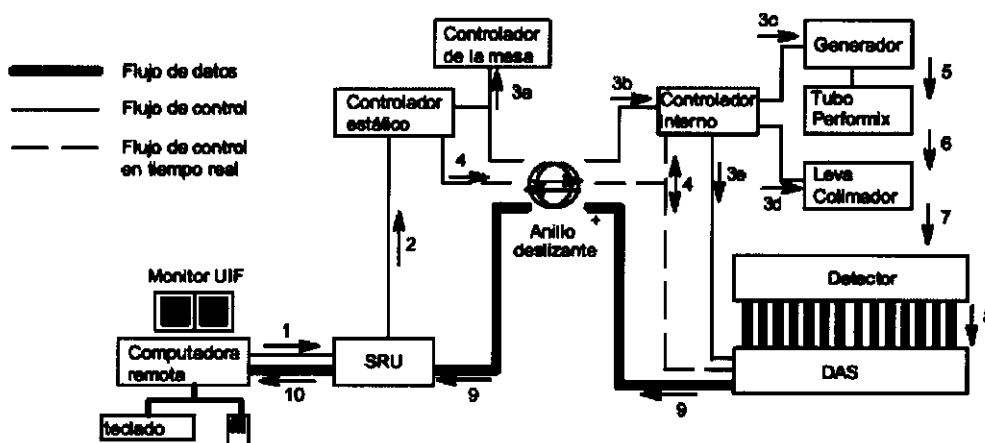 Flujo de datos
Flujo de control
Flujo de control
en tiempo real
Controlador
de la mesa
3a
Controlador
estático
4
2
3b
Controlador
Interno
3c
Generador
5
Tubo
Performix
6
Leva
Colimador
3d
7
4
3e
Anillo
deslizante
+
Monitor UIF
Computadora
remota
1
10
SRU
9
teclado
Detector
DAS
9